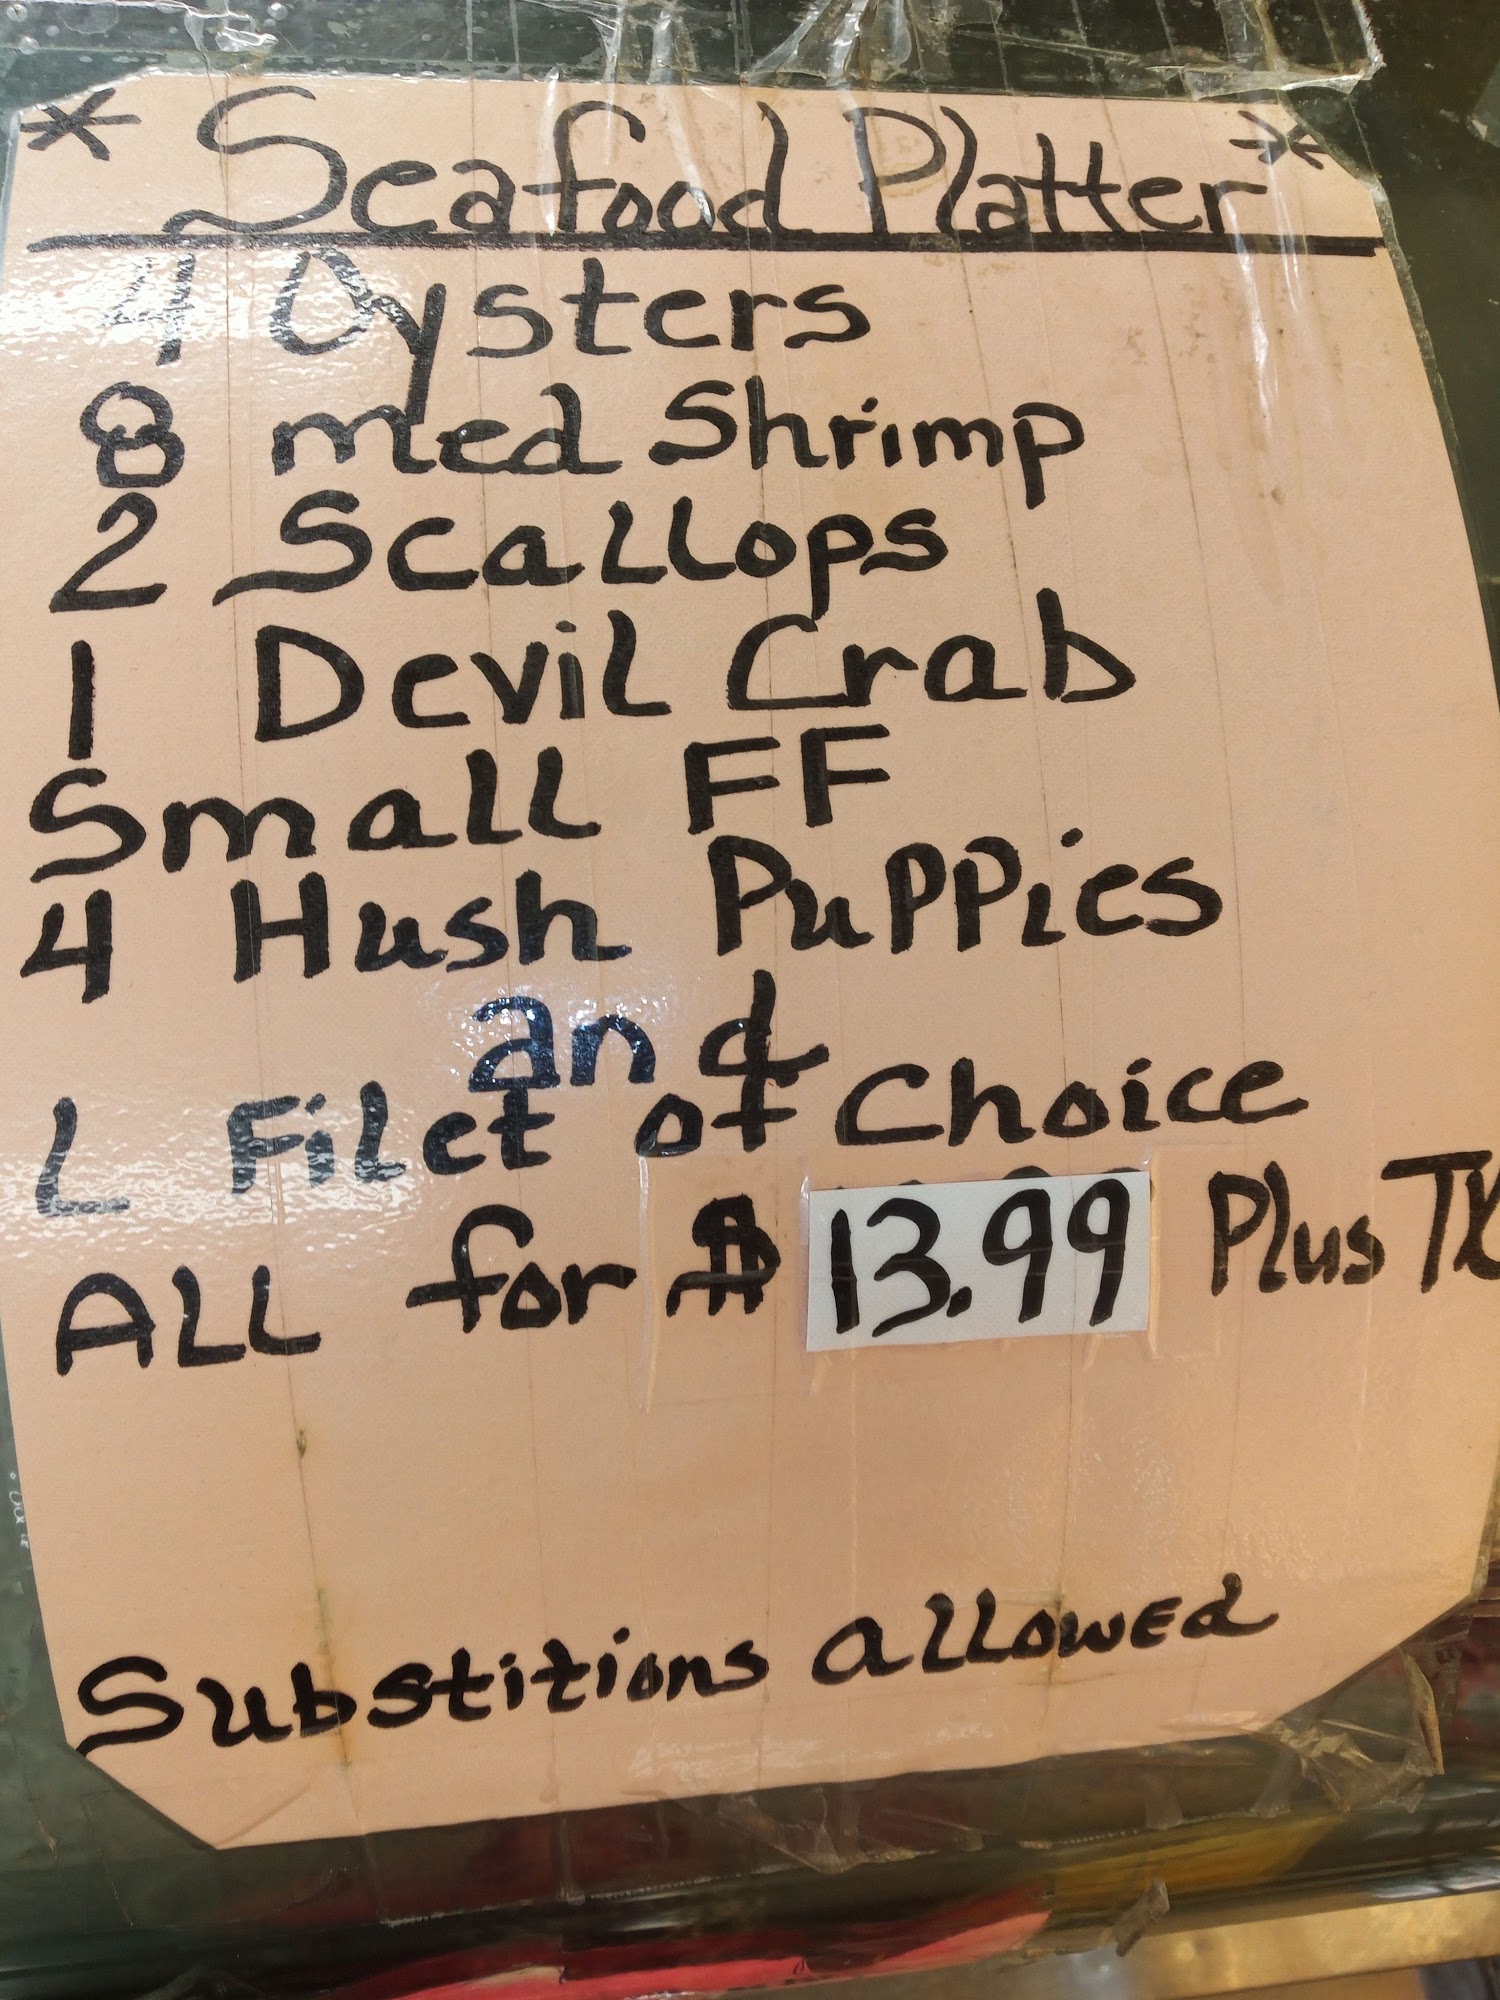 * Seafood Platter *
4 Oysters
8 med Shrimp
2 Scallops
1 Devil Crab
Small FF
4 Hush Puppies
and
L Filet of Choice
ALL for $ 13.99 Plus TX
Substitions allowed